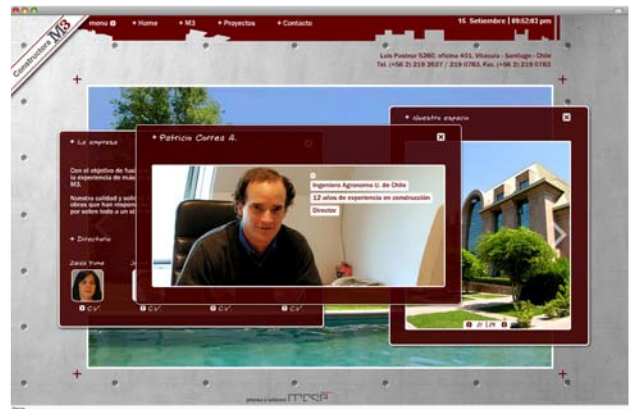 Constructora M3
menu
+ Home
+ M3
+ Proyectos
+ Contacto
15 Setiembre | 09:52:03 pm
Luis Pasteur 5280, oficina 401, Vitacura - Santiago - Chile
Tel. (+56 2) 219 2627 / 219 0783, Fax. (+56 2) 219 0783
+ La empresa
Con el objetivo de
la experiencia de
M3.
Nuestra calidad y
obras que han
por sobre todo a un
+ Directorio
C.V.
C.V.
C.V.
C.V.
+ Patricio Correa A.
Ingeniero Agronomo U. de Chile
12 años de experiencia en construcción
Director
+ Nuestro espacio